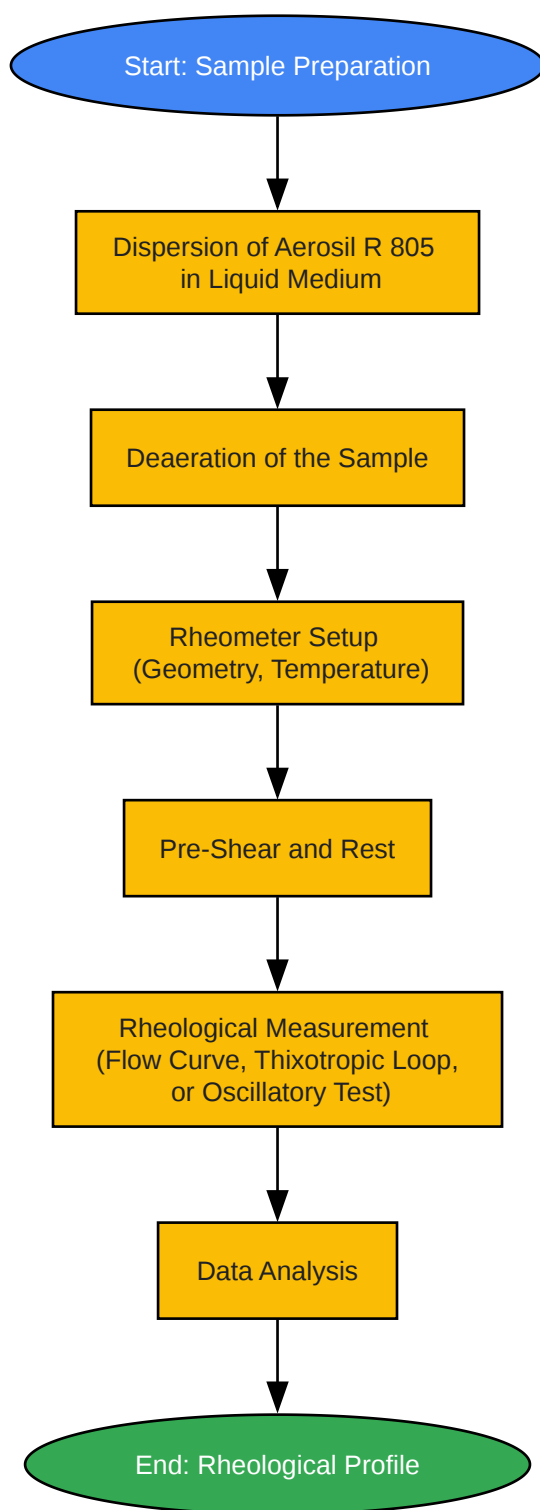 Start: Sample Preparation
Dispersion of Aerosil R 805
in Liquid Medium
Deaeration of the Sample
Rheometer Setup
(Geometry, Temperature)
Pre-Shear and Rest
Rheological Measurement
(Flow Curve, Thixotropic Loop,
or Oscillatory Test)
Data Analysis
End: Rheological Profile